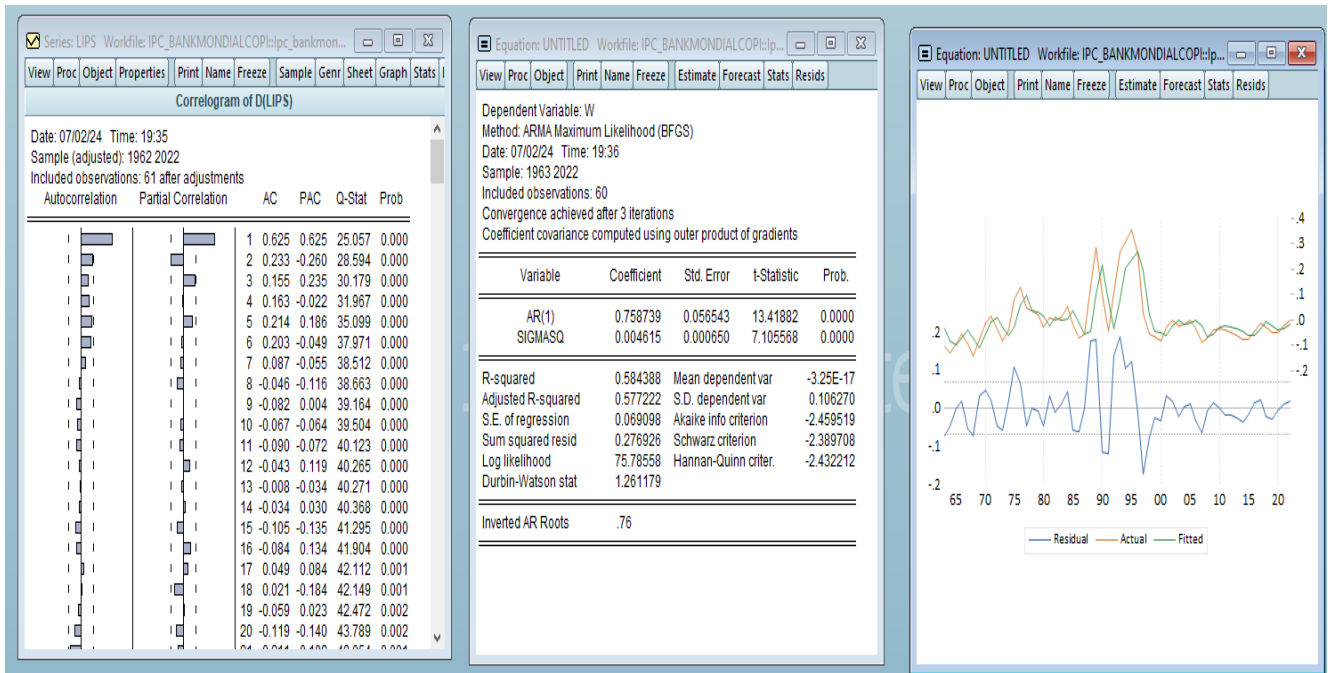 Series: LIPS Workfile: IPC_BANKMONDIALCOPI::Ipc_bankmon...
View Proc Object Properties Print Name Freeze Sample Genr Sheet Graph Stats
Correlogram of D(LIPS)
Date: 07/02/24 Time: 19:35
Sample (adjusted): 1962 2022
Included observations: 61 after adjustments
Autocorrelation Partial Correlation AC PAC Q-Stat Prob
1 0.625 0.625 25.057 0.000
2 0.233 -0.260 28.594 0.000
3 0.155 0.235 30.179 0.000
4 0.163 -0.022 31.967 0.000
5 0.214 0.186 35.099 0.000
6 0.203 -0.049 37.971 0.000
7 0.087 -0.055 38.512 0.000
8 -0.046 -0.116 38.663 0.000
9 -0.082 0.004 39.164 0.000
10 -0.067 -0.064 39.504 0.000
11 -0.090 -0.072 40.123 0.000
12 -0.043 0.119 40.265 0.000
13 -0.008 -0.034 40.271 0.000
14 -0.034 0.030 40.368 0.000
15 -0.105 -0.135 41.295 0.000
16 -0.084 0.134 41.904 0.000
17 0.049 0.084 42.112 0.001
18 0.021 -0.184 42.149 0.001
19 -0.059 0.023 42.472 0.002
20 -0.119 -0.140 43.789 0.002
Equation: UNTITLED Workfile: IPC_BANKMONDIALCOPI::Ip...
View Proc Object Print Name Freeze Estimate Forecast Stats Resids
Dependent Variable: W
Method: ARMA Maximum Likelihood (BFGS)
Date: 07/02/24 Time: 19:36
Sample: 1963 2022
Included observations: 60
Convergence achieved after 3 iterations
Coefficient covariance computed using outer product of gradients
Variable Coefficient Std. Error t-Statistic Prob.
AR(1) 0.758739 0.056543 13.41882 0.0000
SIGMASQ 0.004615 0.000650 7.105568 0.0000
R-squared 0.584388 Mean dependent var -3.25E-17
Adjusted R-squared 0.577222 S.D. dependent var 0.106270
S.E. of regression 0.069098 Akaike info criterion -2.459519
Sum squared resid 0.276926 Schwarz criterion -2.389708
Log likelihood 75.78558 Hannan-Quinn criter. -2.432212
Durbin-Watson stat 1.261179
Inverted AR Roots .76
Equation: UNTITLED Workfile: IPC_BANKMONDIALCOPI::Ip...
View Proc Object Print Name Freeze Estimate Forecast Stats Resids
.4
.3
.2
.1
.0
-.1
-.2
.2
.1
.0
-.1
-.2
65 70 75 80 85 90 95 00 05 10 15 20
Residual Actual Fitted